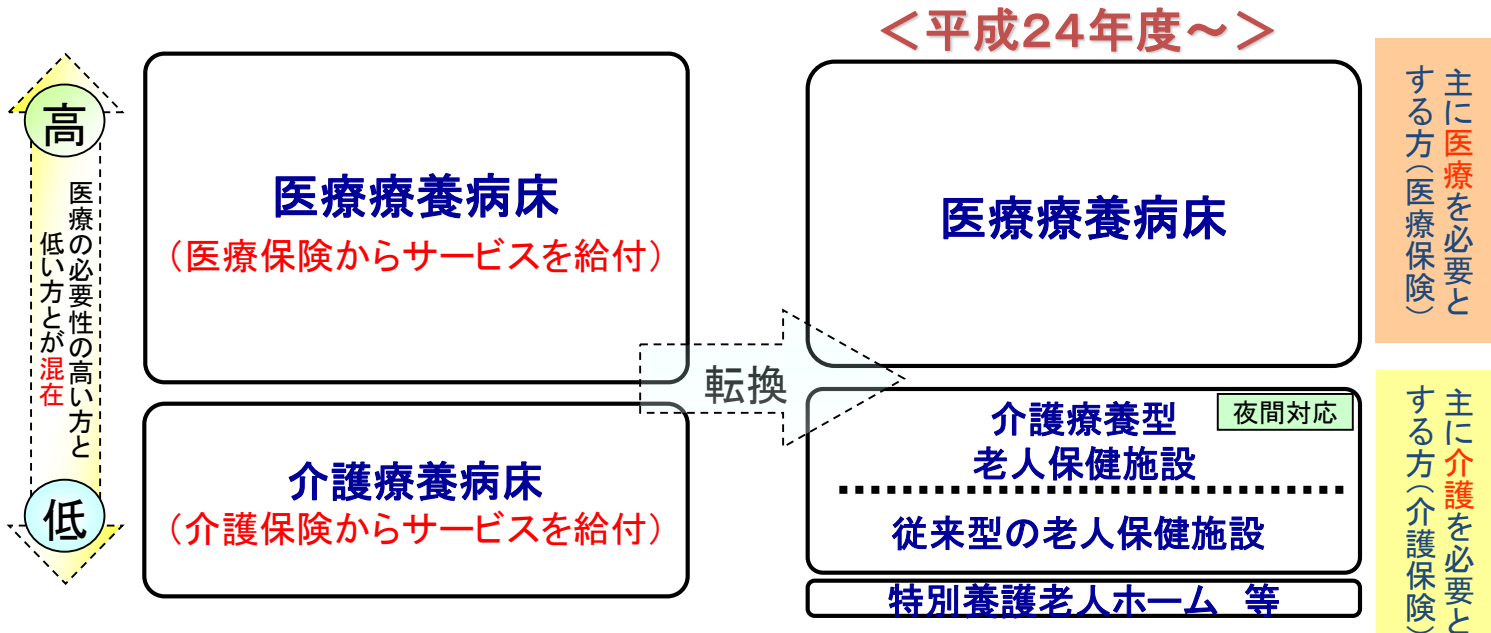 ＜平成24年度～＞
高
医療の必要性の高い方と
低い方とが混在
低
医療療養病床
（医療保険からサービスを給付）
介護療養病床
（介護保険からサービスを給付）
転換
医療療養病床
介護療養型
老人保健施設
夜間対応
従来型の老人保健施設
特別養護老人ホーム　等
主に医療を必要と
する方（医療保険）
主に介護を必要と
する方（介護保険）